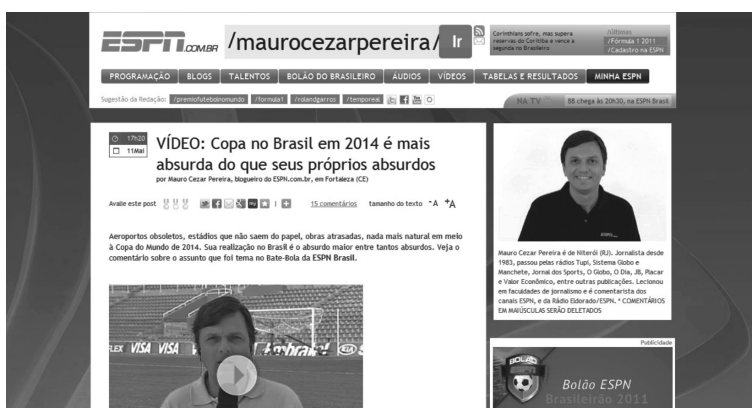 ESPN.COM.BR
/maurocezarpereira/
Ir
Corinthians sofre, mas supera
reservas do Coritiba e vence a
segunda no Brasileiro
/Últimas
/Fórmula 1 2011
/Cadastro na ESPN
PROGRAMAÇÃO BLOGS TALENTOS BOLÃO DO BRASILEIRO ÁUDIOS VÍDEOS TABELAS E RESULTADOS MINHA ESPN
Sugestão da Redação: /premiofutebolnomundo /formula1 /rolandgarros /temporeal
NA TV BB chega às 20h30, na ESPN Brasil
17h20
11Mai
VÍDEO: Copa no Brasil em 2014 é mais
absurda do que seus próprios absurdos
por Mauro Cezar Pereira, blogueiro do ESPN.com.br, em Fortaleza (CE)
Avalie este post 15 comentários tamanho do texto -A +A
Aeroportos obsoletos, estádios que não saem do papel, obras atrasadas, nada mais natural em meio
à Copa do Mundo de 2014. Sua realização no Brasil é o absurdo maior entre tantos absurdos. Veja o
comentário sobre o assunto que foi tema no Bate-Bola da ESPN Brasil.
VISA VISA VISA Embratel
Mauro Cezar Pereira é de Niterói (RJ). Jornalista desde
1983, passou pelas rádios Tupi, Sistema Globo e
Manchete, Jornal dos Sports, O Globo, O Dia, JB, Placar
e Valor Econômico, entre outras publicações. Lecionou
em faculdades de jornalismo e é comentarista dos
canais ESPN, e da Rádio Eldorado/ESPN. * COMENTÁRIOS
EM MAIÚSCULAS SERÃO DELETADOS
Publicidade
BOLÃO
ESPN
Bolão ESPN
Brasileirão 2011